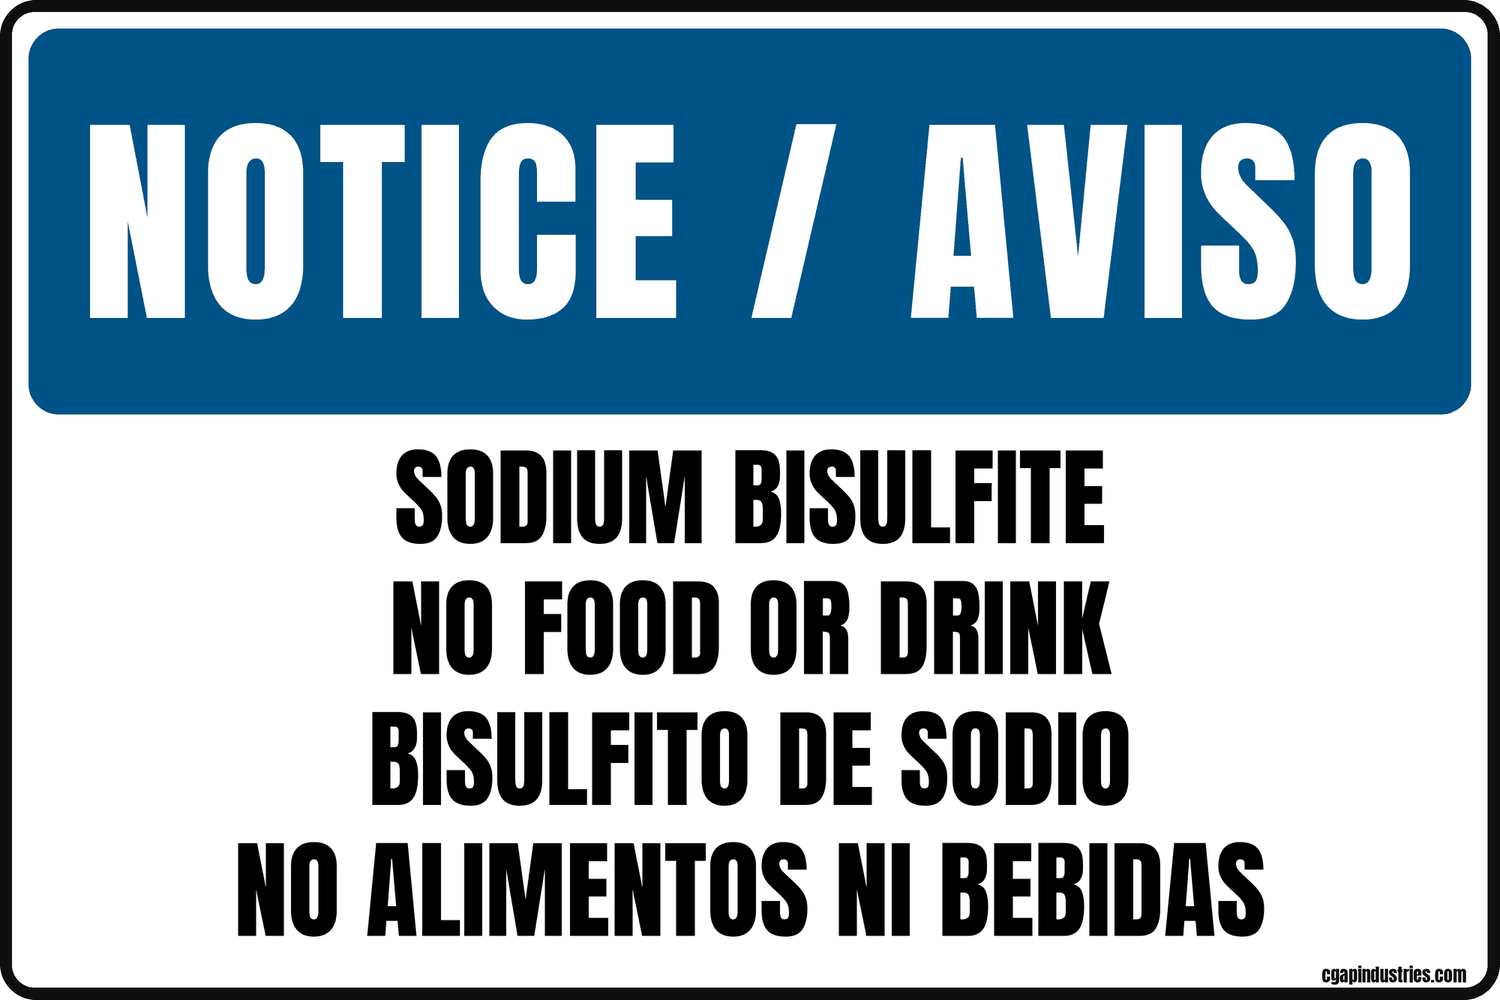 NOTICE / AVISO
SODIUM BISULFITE
NO FOOD OR DRINK
BISULFITO DE SODIO
NO ALIMENTOS NI BEBIDAS
cgapindustries.com